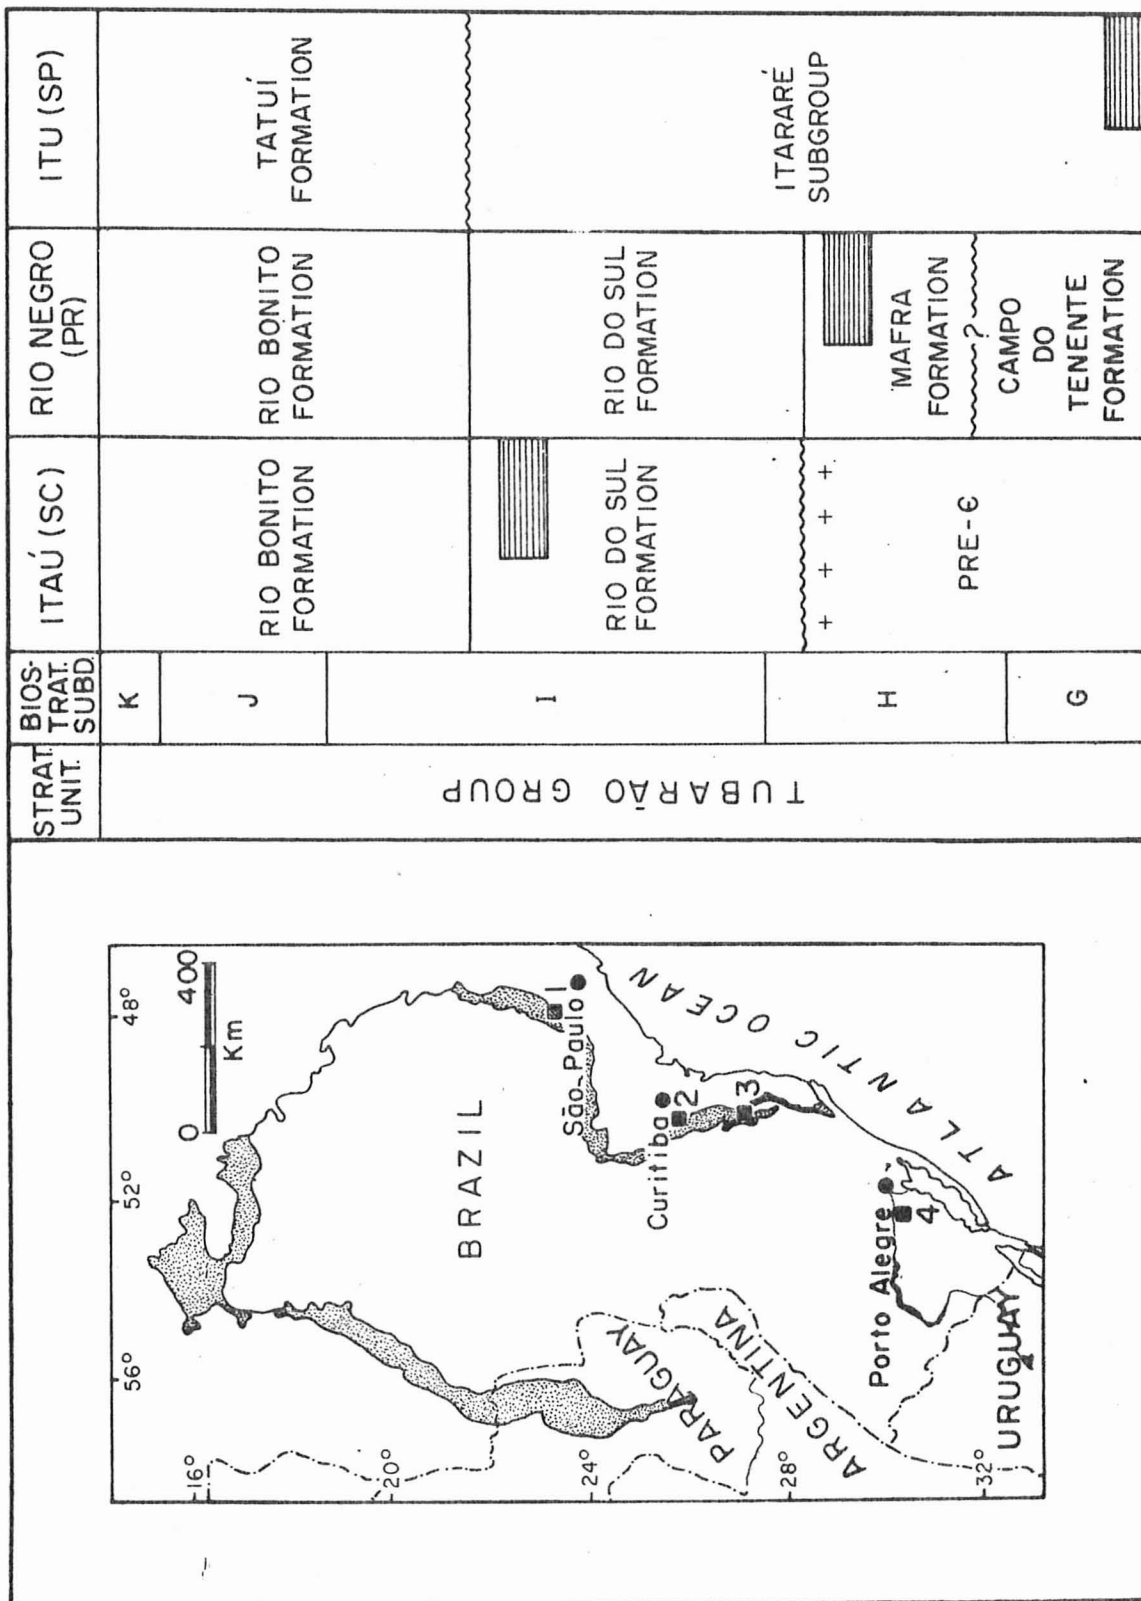 48°
52°
56°
16°
20°
24°
28°
32°
0 400
Km
BRAZIL
São Paulo
1
Curitiba
2
3
Porto Alegre
4
PARAGUAY
ARGENTINA
URUGUAY
ATLANTIC OCEAN
STRAT.
UNIT.
BIOS-
TRAT.
SUBD.
ITAÚ (SC)
RIO NEGRO
(PR)
ITU (SP)
TUBARÃO GROUP
K
J
I
H
G
RIO BONITO
FORMATION
RIO DO SUL
FORMATION
+ + + +
PRE-Є
RIO BONITO
FORMATION
RIO DO SUL
FORMATION
MAFRA
FORMATION
?
CAMPO
DO
TENENTE
FORMATION
TATUÍ
FORMATION
ITARARÉ
SUBGROUP